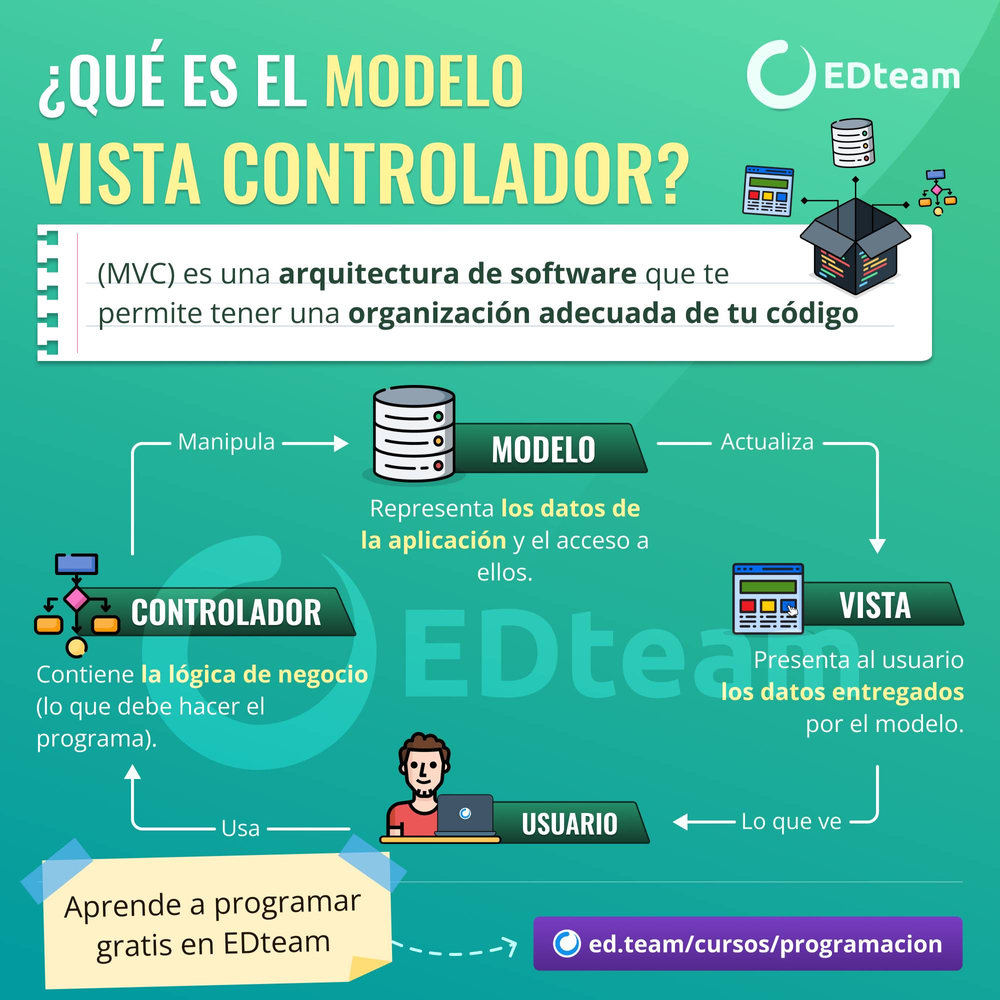 ¿QUÉ ES EL MODELO
VISTA CONTROLADOR?
EDteam
(MVC) es una arquitectura de software que te
permite tener una organización adecuada de tu código
Manipula
MODELO
Actualiza
Representa los datos de
la aplicación y el acceso a
ellos.
CONTROLADOR
Contiene la lógica de negocio
(lo que debe hacer el
programa).
VISTA
Presenta al usuario
los datos entregados
por el modelo.
EDteam
Usa
USUARIO
Lo que ve
Aprende a programar
gratis en EDteam
ed.team/cursos/programacion